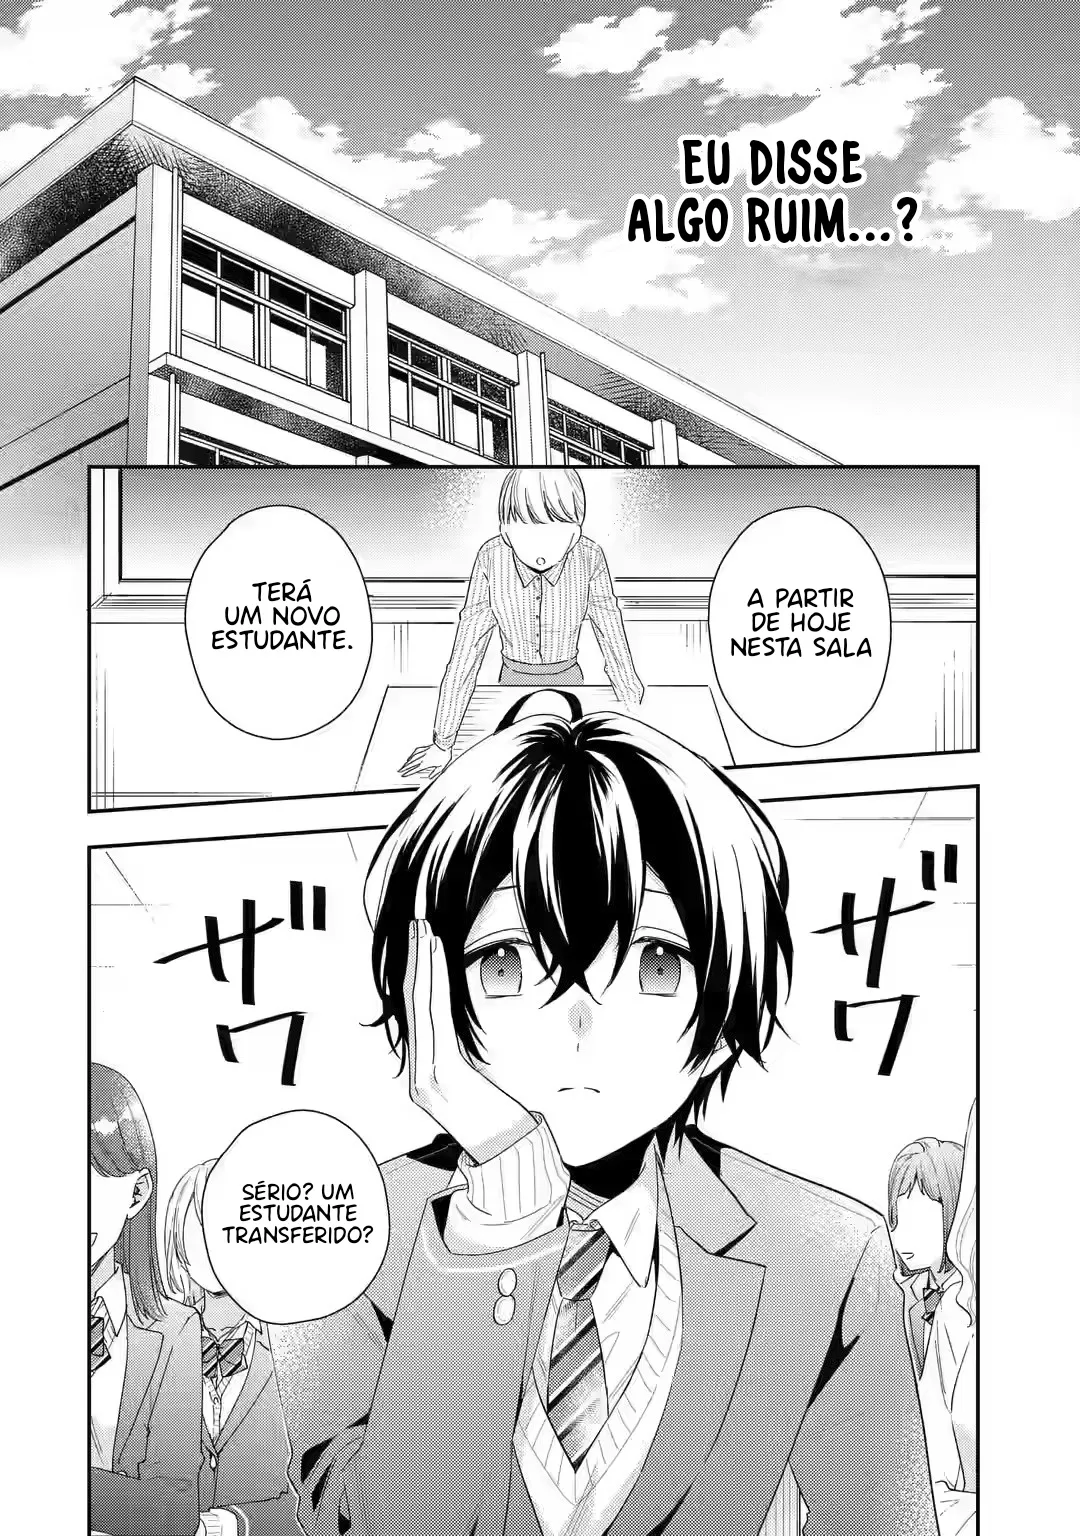 EU DISSE
ALGO RUIM...?
A PARTIR
DE HOJE
NESTA SALA
TERÁ
UM NOVO
ESTUDANTE.
ザワ
ザワ
SÉRIO? UM
ESTUDANTE
TRANSFERIDO?